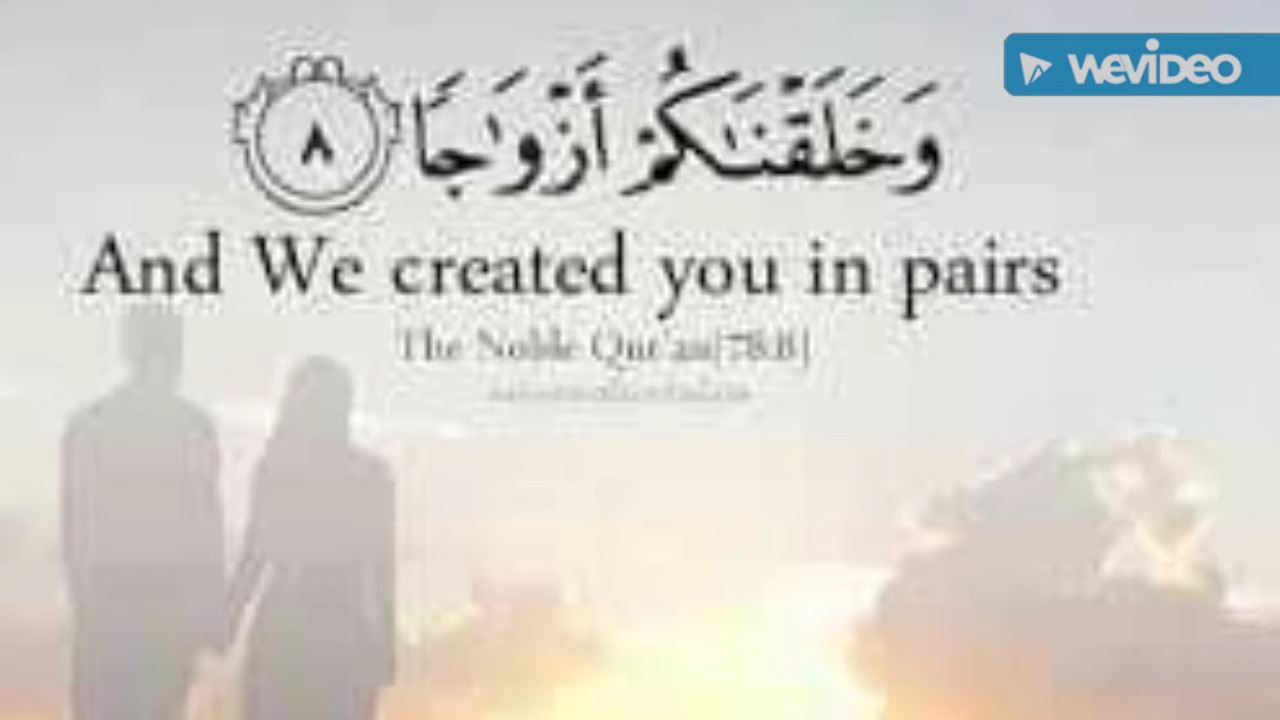 WEVIDEO
وَخَلَقْنَٰكُمْ أَزْوَٰجًا ٨
And We created you in pairs
The Noble Qur'an[78:8]